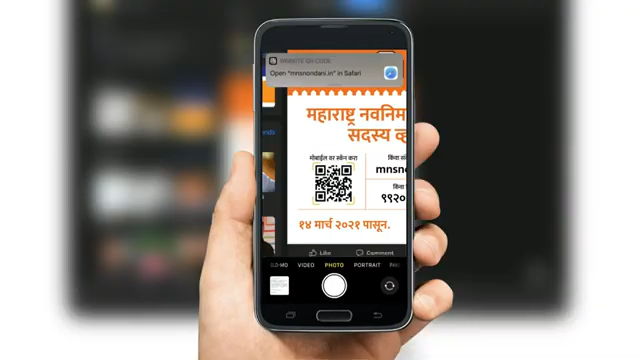 WEBSITE QR CODE
Open "mnsnondani.in" in Safari
महाराष्ट्र नवनिम
सदस्य व्ह
मोबाईल वर स्कॅन करा
किंवा
mnsno
किंवा
९९२०
१४ मार्च २०२१ पासून.
Like
Comment
VIDEO
PHOTO
PORTRAIT